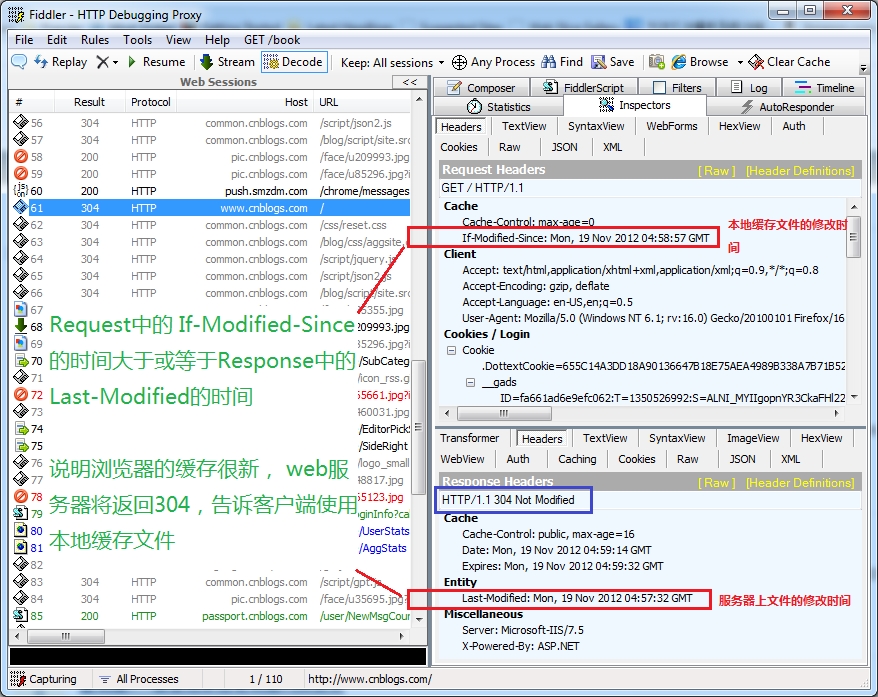 Fiddler - HTTP Debugging Proxy
File Edit Rules Tools View Help GET /book
Replay Resume Stream Decode Keep: All sessions Any Process Find Save Browse Clear Cache
Web Sessions <<
# Result Protocol Host URL
56 304 HTTP common.cnblogs.com /script/json2.js
57 304 HTTP common.cnblogs.com /blog/script/site.src
58 200 HTTP pic.cnblogs.com /face/u209993.jpg
59 200 HTTP pic.cnblogs.com /face/u85296.jpg?i
60 200 HTTP push.smzdm.com /chrome/messages
61 304 HTTP www.cnblogs.com /
62 304 HTTP common.cnblogs.com /css/reset.css
63 304 HTTP common.cnblogs.com /blog/css/aggsite.
64 304 HTTP common.cnblogs.com /script/jquery.js
65 304 HTTP common.cnblogs.com /script/json2.js
66 304 HTTP common.cnblogs.com /blog/script/site.src
67 5355.jpg
68 209993.jpg
69 35296.jpg?i
70 /SubCateg
71 icon_rss.g
72 55661.jpg?i
73 460031.jpg
74 /EditorPick
75 /SideRight
76 /logo_small
77 48817.jpg
78 65123.jpg
79 ginInfo?cal
80 /UserStats
81 /AggStats
82
83 304 HTTP common.cnblogs.com /script/gpt.js
84 304 HTTP pic.cnblogs.com /face/u35695.jpg?
85 200 HTTP passport.cnblogs.com /user/NewMsgCou
Request中的 If-Modified-Since
的时间大于或等于Response中的
Last-Modified的时间
说明浏览器的缓存很新， web服
务器将返回304，告诉客户端使用
本地缓存文件
Composer FiddlerScript Filters Log Timeline
Statistics Inspectors AutoResponder
Headers TextView SyntaxView WebForms HexView Auth
Cookies Raw JSON XML
Request Headers [ Raw ] [Header Definitions]
GET / HTTP/1.1
Cache
Cache-Control: max-age=0
If-Modified-Since: Mon, 19 Nov 2012 04:58:57 GMT
本地缓存文件的修改时
间
Client
Accept: text/html,application/xhtml+xml,application/xml;q=0.9,*/*;q=0.8
Accept-Encoding: gzip, deflate
Accept-Language: en-US,en;q=0.5
User-Agent: Mozilla/5.0 (Windows NT 6.1; rv:16.0) Gecko/20100101 Firefox/16
Cookies / Login
Cookie
.DottextCookie=655C14A3DD18A90136647B18E75AEA4989B338A7B71B52
__gads
ID=fa661ad6e9efc062:T=1350526992:S=ALNI_MYIIgopnYR3CkaFHl22
Transformer Headers TextView SyntaxView ImageView HexView
WebView Auth Caching Cookies Raw JSON XML
Response Headers [ Raw ] [Header Definitions]
HTTP/1.1 304 Not Modified
Cache
Cache-Control: public, max-age=16
Date: Mon, 19 Nov 2012 04:59:14 GMT
Expires: Mon, 19 Nov 2012 04:59:32 GMT
Entity
Last-Modified: Mon, 19 Nov 2012 04:57:32 GMT
服务器上文件的修改时间
Miscellaneous
Server: Microsoft-IIS/7.5
X-Powered-By: ASP.NET
Capturing All Processes 1 / 110 http://www.cnblogs.com/